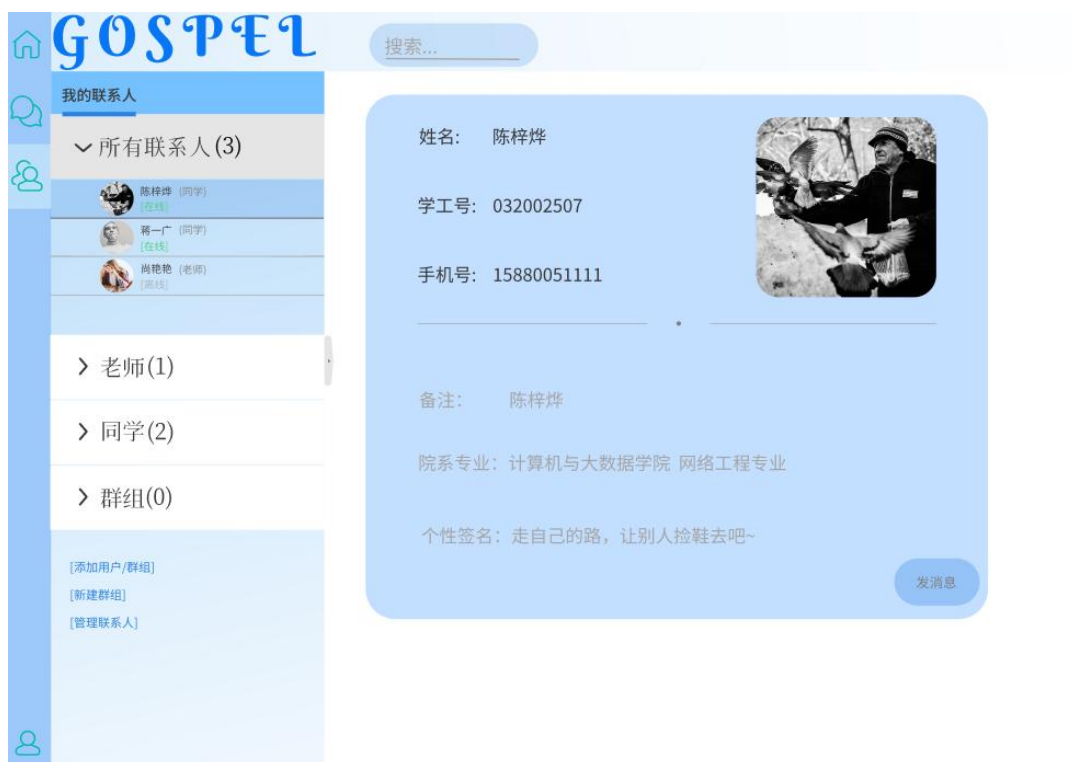 GOSPEL
搜索...
我的联系人
所有联系人(3)
陈梓烨 (同学)
[在线]
蒋一广 (同学)
[在线]
尚艳艳 (老师)
[离线]
老师(1)
同学(2)
群组(0)
[添加用户/群组]
[新建群组]
[管理联系人]
姓名: 陈梓烨
学工号: 032002507
手机号: 15880051111
备注: 陈梓烨
院系专业: 计算机与大数据学院 网络工程专业
个性签名: 走自己的路，让别人捡鞋去吧~
发消息